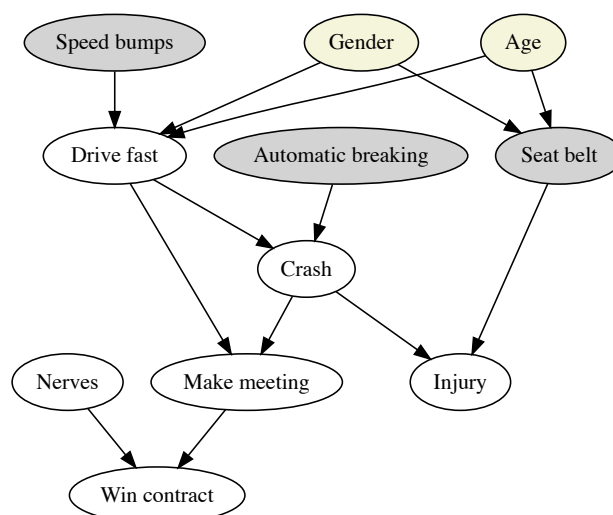 Speed bumps
Gender
Age
Drive fast
Automatic breaking
Seat belt
Crash
Nerves
Make meeting
Injury
Win contract